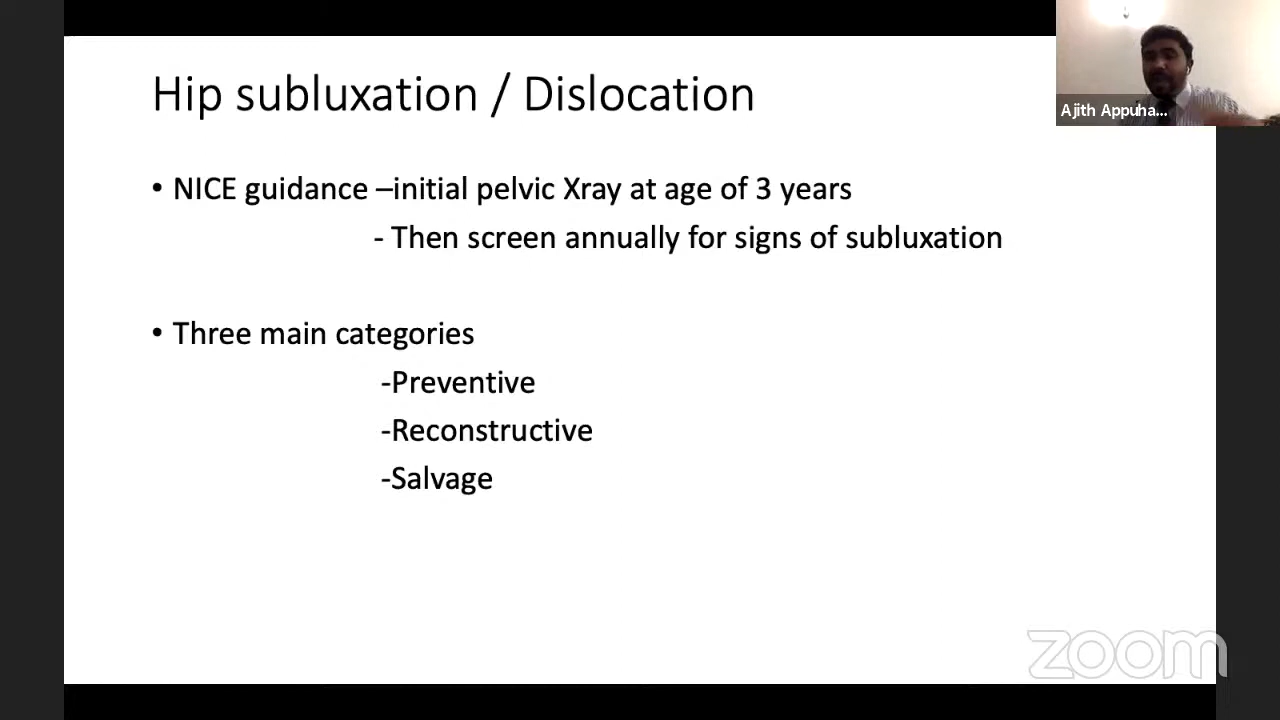 Hip subluxation / Dislocation
Ajith Appuha...
• NICE guidance –initial pelvic Xray at age of 3 years
- Then screen annually for signs of subluxation
• Three main categories
-Preventive
-Reconstructive
-Salvage
zoom